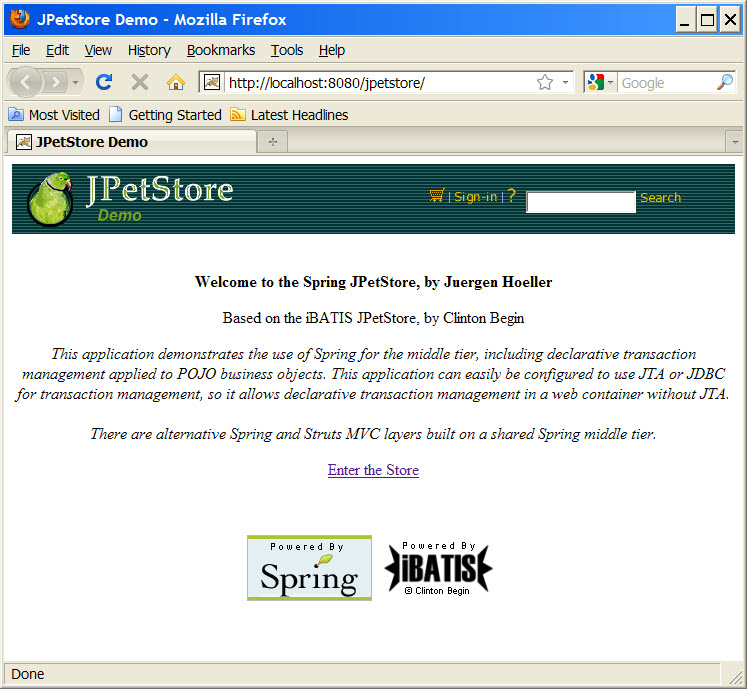 JPetStore Demo - Mozilla Firefox
File Edit View History Bookmarks Tools Help
http://localhost:8080/jpetstore/ Google
Most Visited Getting Started Latest Headlines
JPetStore Demo
JPetStore
Demo
| Sign-in | ? Search
Welcome to the Spring JPetStore, by Juergen Hoeller
Based on the iBATIS JPetStore, by Clinton Begin
This application demonstrates the use of Spring for the middle tier, including declarative transaction
management applied to POJO business objects. This application can easily be configured to use JTA or JDBC
for transaction management, so it allows declarative transaction management in a web container without JTA.
There are alternative Spring and Struts MVC layers built on a shared Spring middle tier.
Enter the Store
Powered By
Spring
Powered By
iBATIS
© Clinton Begin
Done